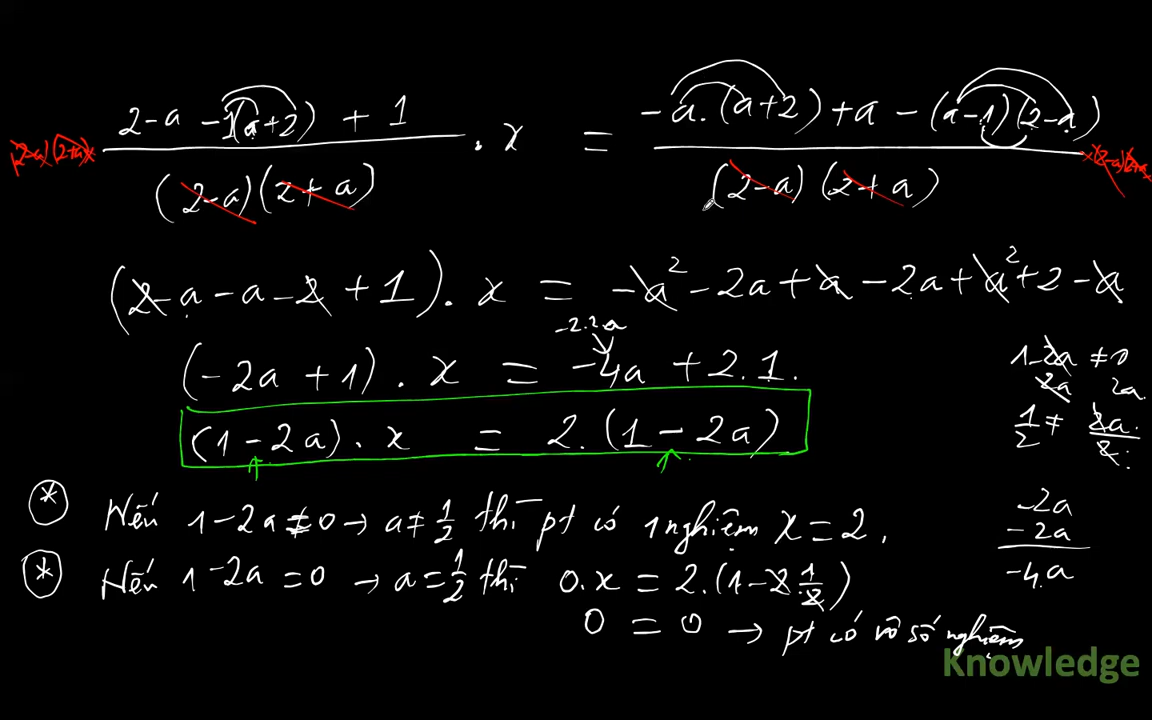 2-a - 1(a+2) + 1 / (2-a)(2+a) . x = -a.(a+2) + a - (a-1)(2-a) / (2-a)(2+a)
x(2-a)(2+a)
(2-a-a-2+1). x = -a² - 2a + a - 2a + a² + 2 - a
-2.2.a
(-2a+1). x = -4a + 2.1.
(1-2a). x = 2.(1-2a)
1-2a ≠ 0
2a 2a
1/2 ≠ 2a/2
-2a
-2a
-4a
* Nếu 1-2a ≠ 0 → a ≠ 1/2 thì pt có 1 nghiệm x = 2.
* Nếu 1-2a = 0 → a = 1/2 thì 0.x = 2.(1-2 1/2)
0 = 0 → pt có vô số nghiệm
Knowledge